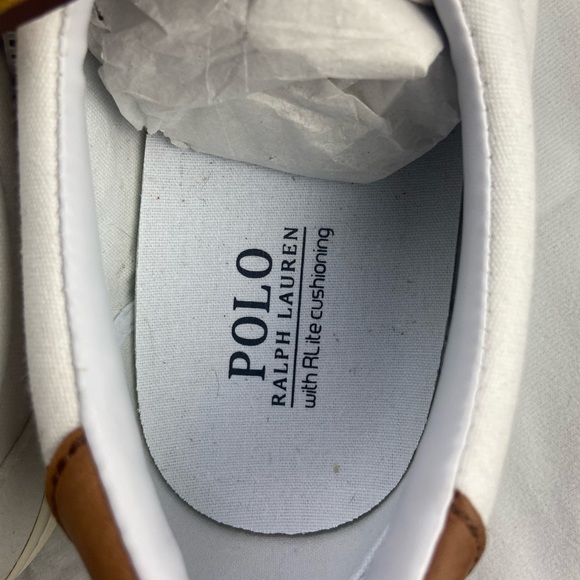 POLO
RALPH LAUREN
with RLite cushioning